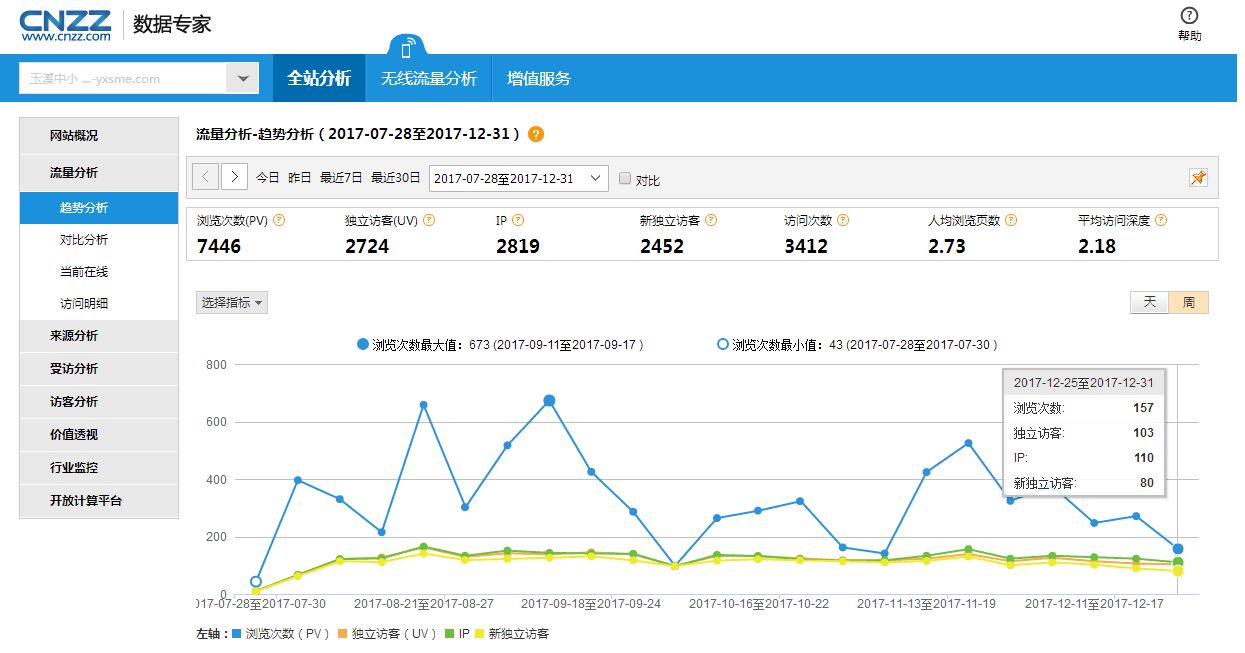 CNZZ 数据专家
www.cnzz.com
帮助
玉溪中小 ...-yxsme.com 全站分析 无线流量分析 增值服务
网站概况
流量分析
趋势分析
对比分析
当前在线
访问明细
来源分析
受访分析
访客分析
价值透视
行业监控
开放计算平台
流量分析-趋势分析 ( 2017-07-28至2017-12-31 ) ?
今日 昨日 最近7日 最近30日 2017-07-28至2017-12-31 对比
浏览次数(PV) ? 独立访客(UV) ? IP ? 新独立访客 ? 访问次数 ? 人均浏览页数 ? 平均访问深度 ?
7446 2724 2819 2452 3412 2.73 2.18
选择指标 天 周
浏览次数最大值：673 (2017-09-11至2017-09-17 ) 浏览次数最小值：43 (2017-07-28至2017-07-30 )
800
600
400
200
0
2017-12-25至2017-12-31
浏览次数: 157
独立访客: 103
IP: 110
新独立访客: 80
017-07-28至2017-07-30 2017-08-21至2017-08-27 2017-09-18至2017-09-24 2017-10-16至2017-10-22 2017-11-13至2017-11-19 2017-12-11至2017-12-17
左轴： 浏览次数 ( PV ) 独立访客 ( UV ) IP 新独立访客